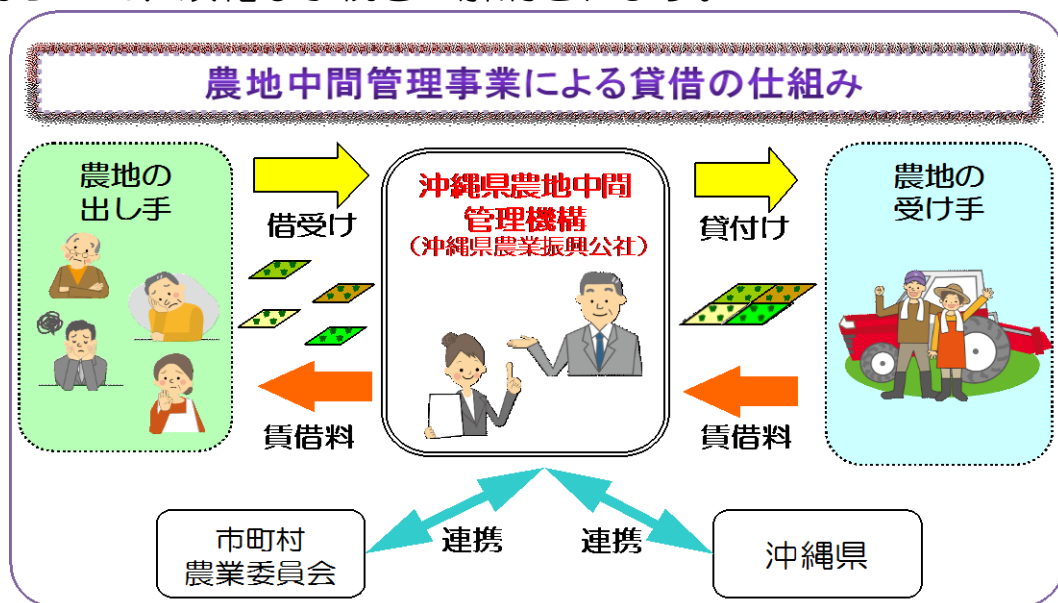 農地中間管理事業による貸借の仕組み
農地の
出し手
借受け
賃借料
沖縄県農地中間
管理機構
（沖縄県農業振興公社）
貸付け
賃借料
農地の
受け手
市町村
農業委員会
連携
連携
沖縄県